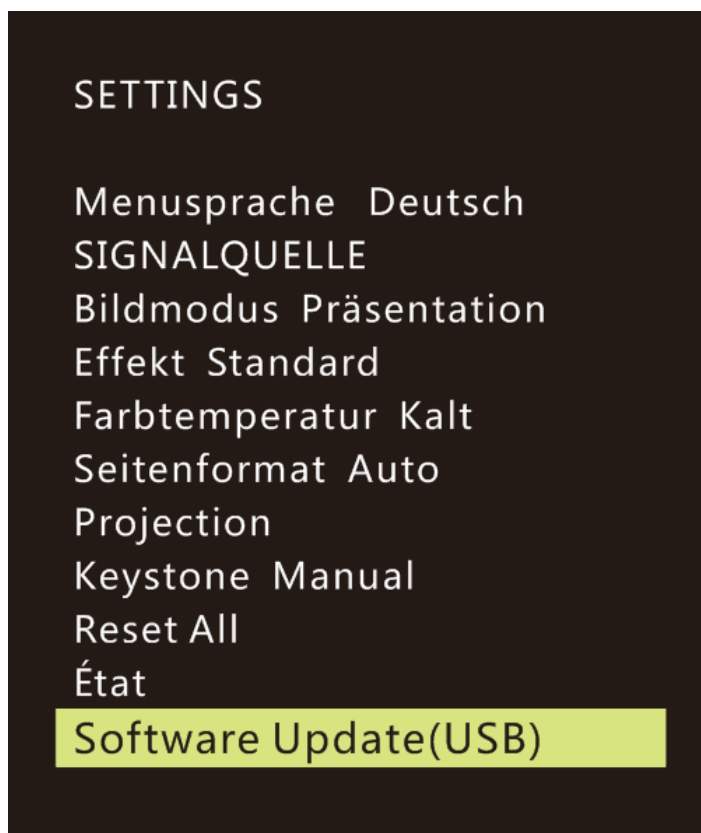 SETTINGS
Menusprache Deutsch
SIGNALQUELLE
Bildmodus Präsentation
Effekt Standard
Farbtemperatur Kalt
Seitenformat Auto
Projection
Keystone Manual
Reset All
État
Software Update(USB)